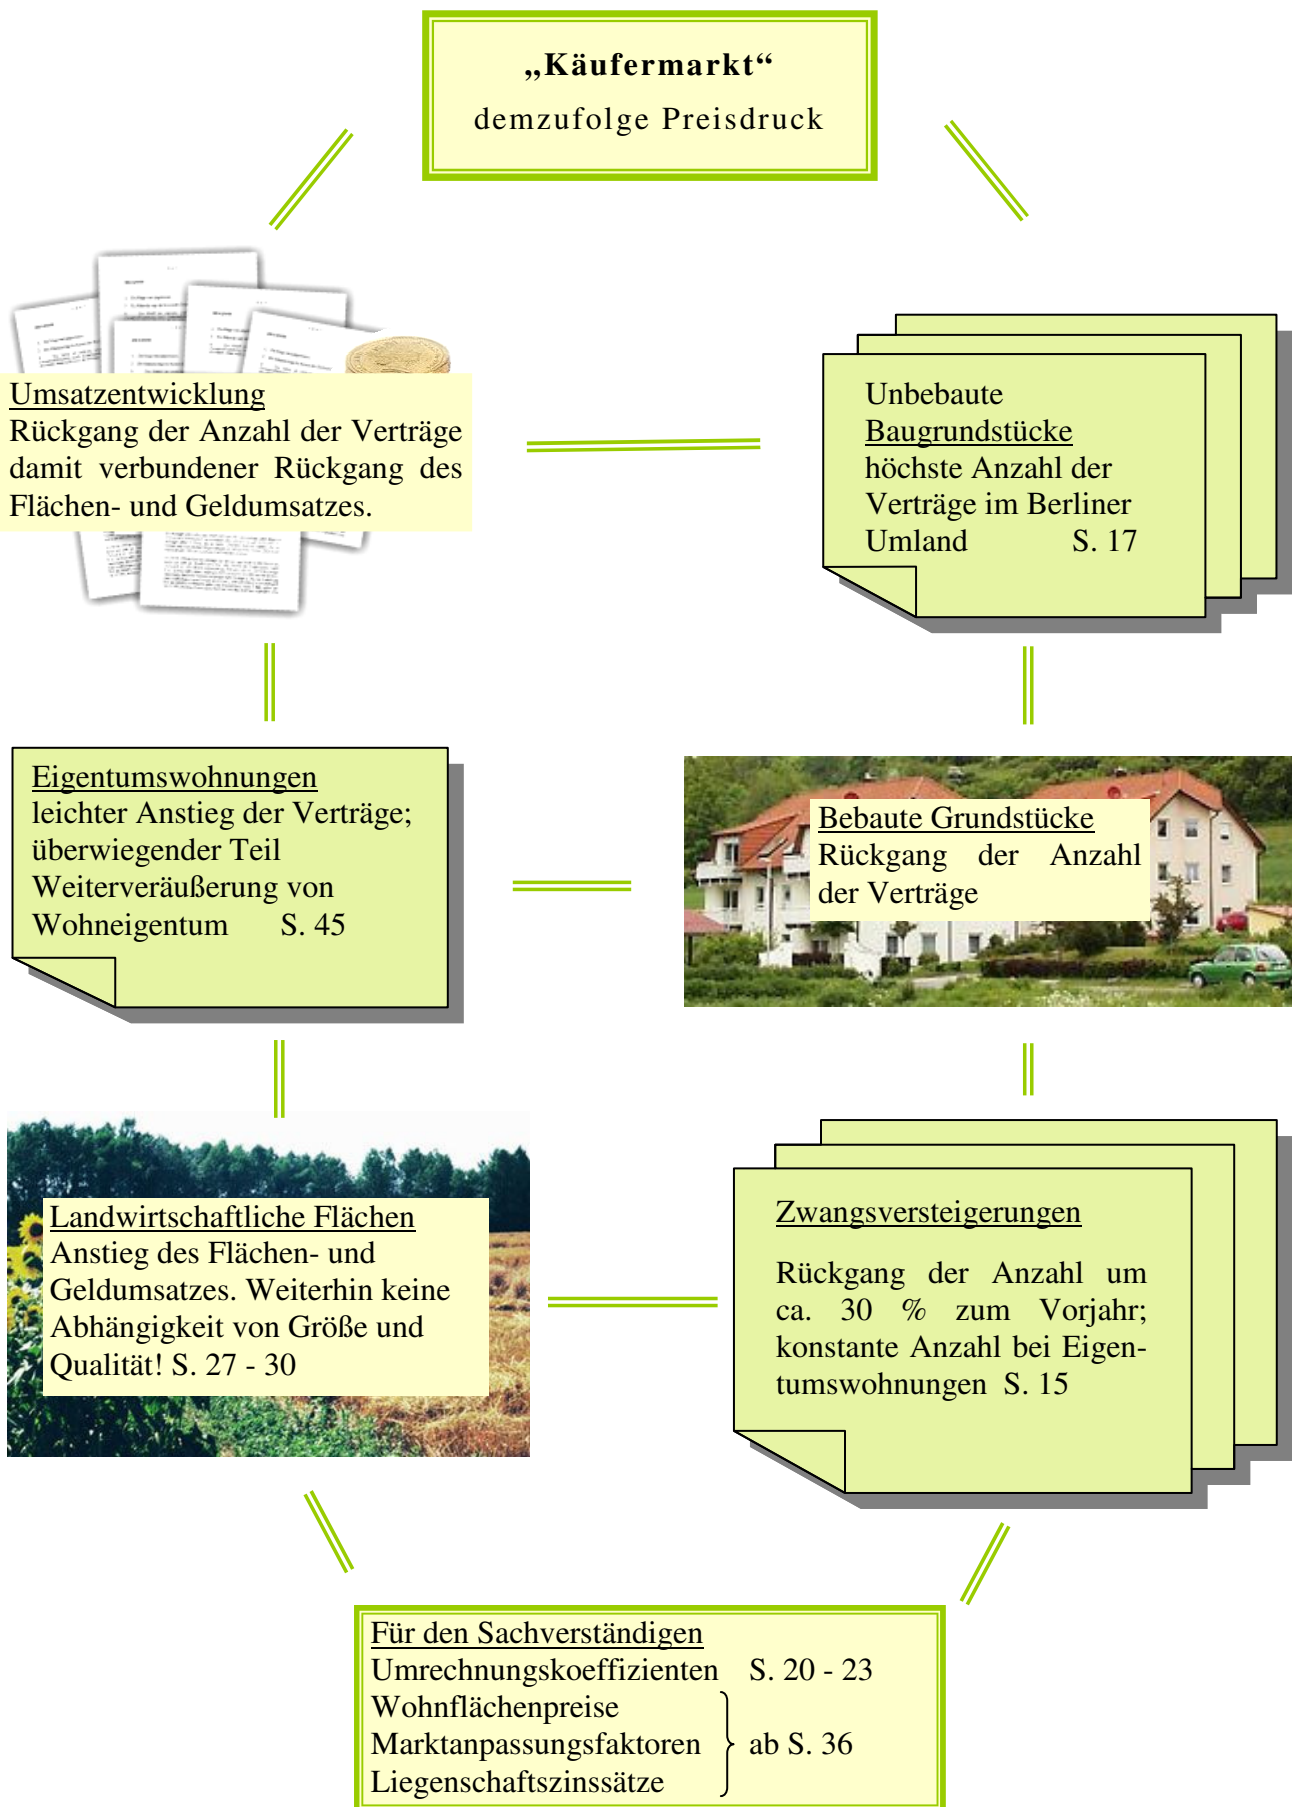 „Käufermarkt“
demzufolge Preisdruck
Umsatzentwicklung
Rückgang der Anzahl der Verträge
damit verbundener Rückgang des
Flächen- und Geldumsatzes.
Unbebaute
Baugrundstücke
höchste Anzahl der
Verträge im Berliner
Umland S. 17
Eigentumswohnungen
leichter Anstieg der Verträge;
überwiegender Teil
Weiterveräußerung von
Wohneigentum S. 45
Bebaute Grundstücke
Rückgang der Anzahl
der Verträge
Landwirtschaftliche Flächen
Anstieg des Flächen- und
Geldumsatzes. Weiterhin keine
Abhängigkeit von Größe und
Qualität! S. 27 - 30
Zwangsversteigerungen
Rückgang der Anzahl um
ca. 30 % zum Vorjahr;
konstante Anzahl bei Eigen-
tumswohnungen S. 15
Für den Sachverständigen
Umrechnungskoeffizienten S. 20 - 23
Wohnflächenpreise
Marktanpassungsfaktoren ab S. 36
Liegenschaftszinssätze